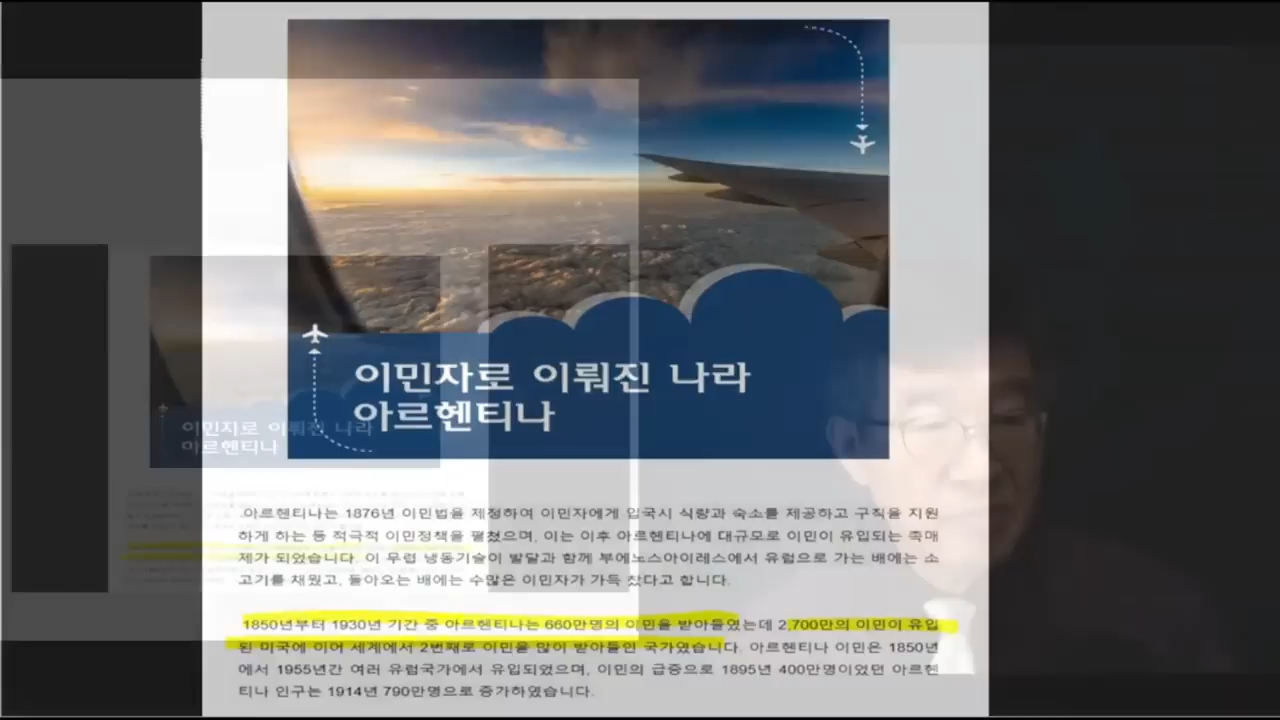 이민자로 이뤄진 나라
아르헨티나
이민자로 이뤄진 나라
아르헨티나
.아르헨티나는 1876년 이민법을 제정하여 이민자에게 입국시 식량과 숙소를 제공하고 구직을 지원
하게 하는 등 적극적 이민정책을 펼쳤으며, 이는 이후 아르헨티나에 대규모로 이민이 유입되는 촉매
제가 되었습니다. 이 무렵 냉동기술이 발달과 함께 부에노스아이레스에서 유럽으로 가는 배에는 소
고기를 채웠고, 돌아오는 배에는 수많은 이민자가 가득 찼다고 합니다.
1850년부터 1930년 기간 중 아르헨티나는 660만명의 이민을 받아들였는데 2,700만의 이민이 유입
된 미국에 이어 세계에서 2번째로 이민을 많이 받아들인 국가였습니다. 아르헨티나 이민은 1850년
에서 1955년간 여러 유럽국가에서 유입되었으며, 이민의 급증으로 1895년 400만명이었던 아르헨
티나 인구는 1914년 790만명으로 증가하였습니다.